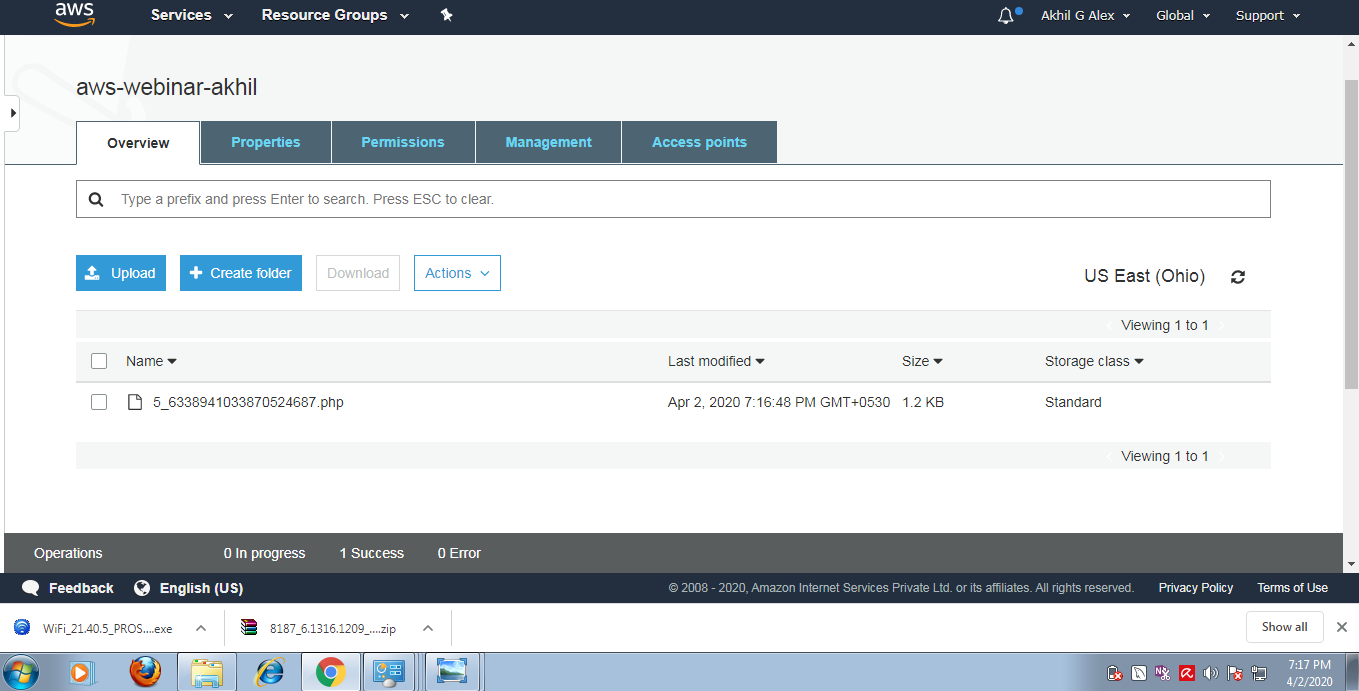 aws Services Resource Groups Akhil G Alex Global Support
aws-webinar-akhil
Overview Properties Permissions Management Access points
Type a prefix and press Enter to search. Press ESC to clear.
Upload Create folder Download Actions US East (Ohio)
Viewing 1 to 1
Name Last modified Size Storage class
5_6338941033870524687.php Apr 2, 2020 7:16:48 PM GMT+0530 1.2 KB Standard
Viewing 1 to 1
Operations 0 In progress 1 Success 0 Error
Feedback English (US) © 2008 - 2020, Amazon Internet Services Private Ltd. or its affiliates. All rights reserved. Privacy Policy Terms of Use
WiFi_21.40.5_PROS....exe 8187_6.1316.1209_....zip Show all
7:17 PM
4/2/2020